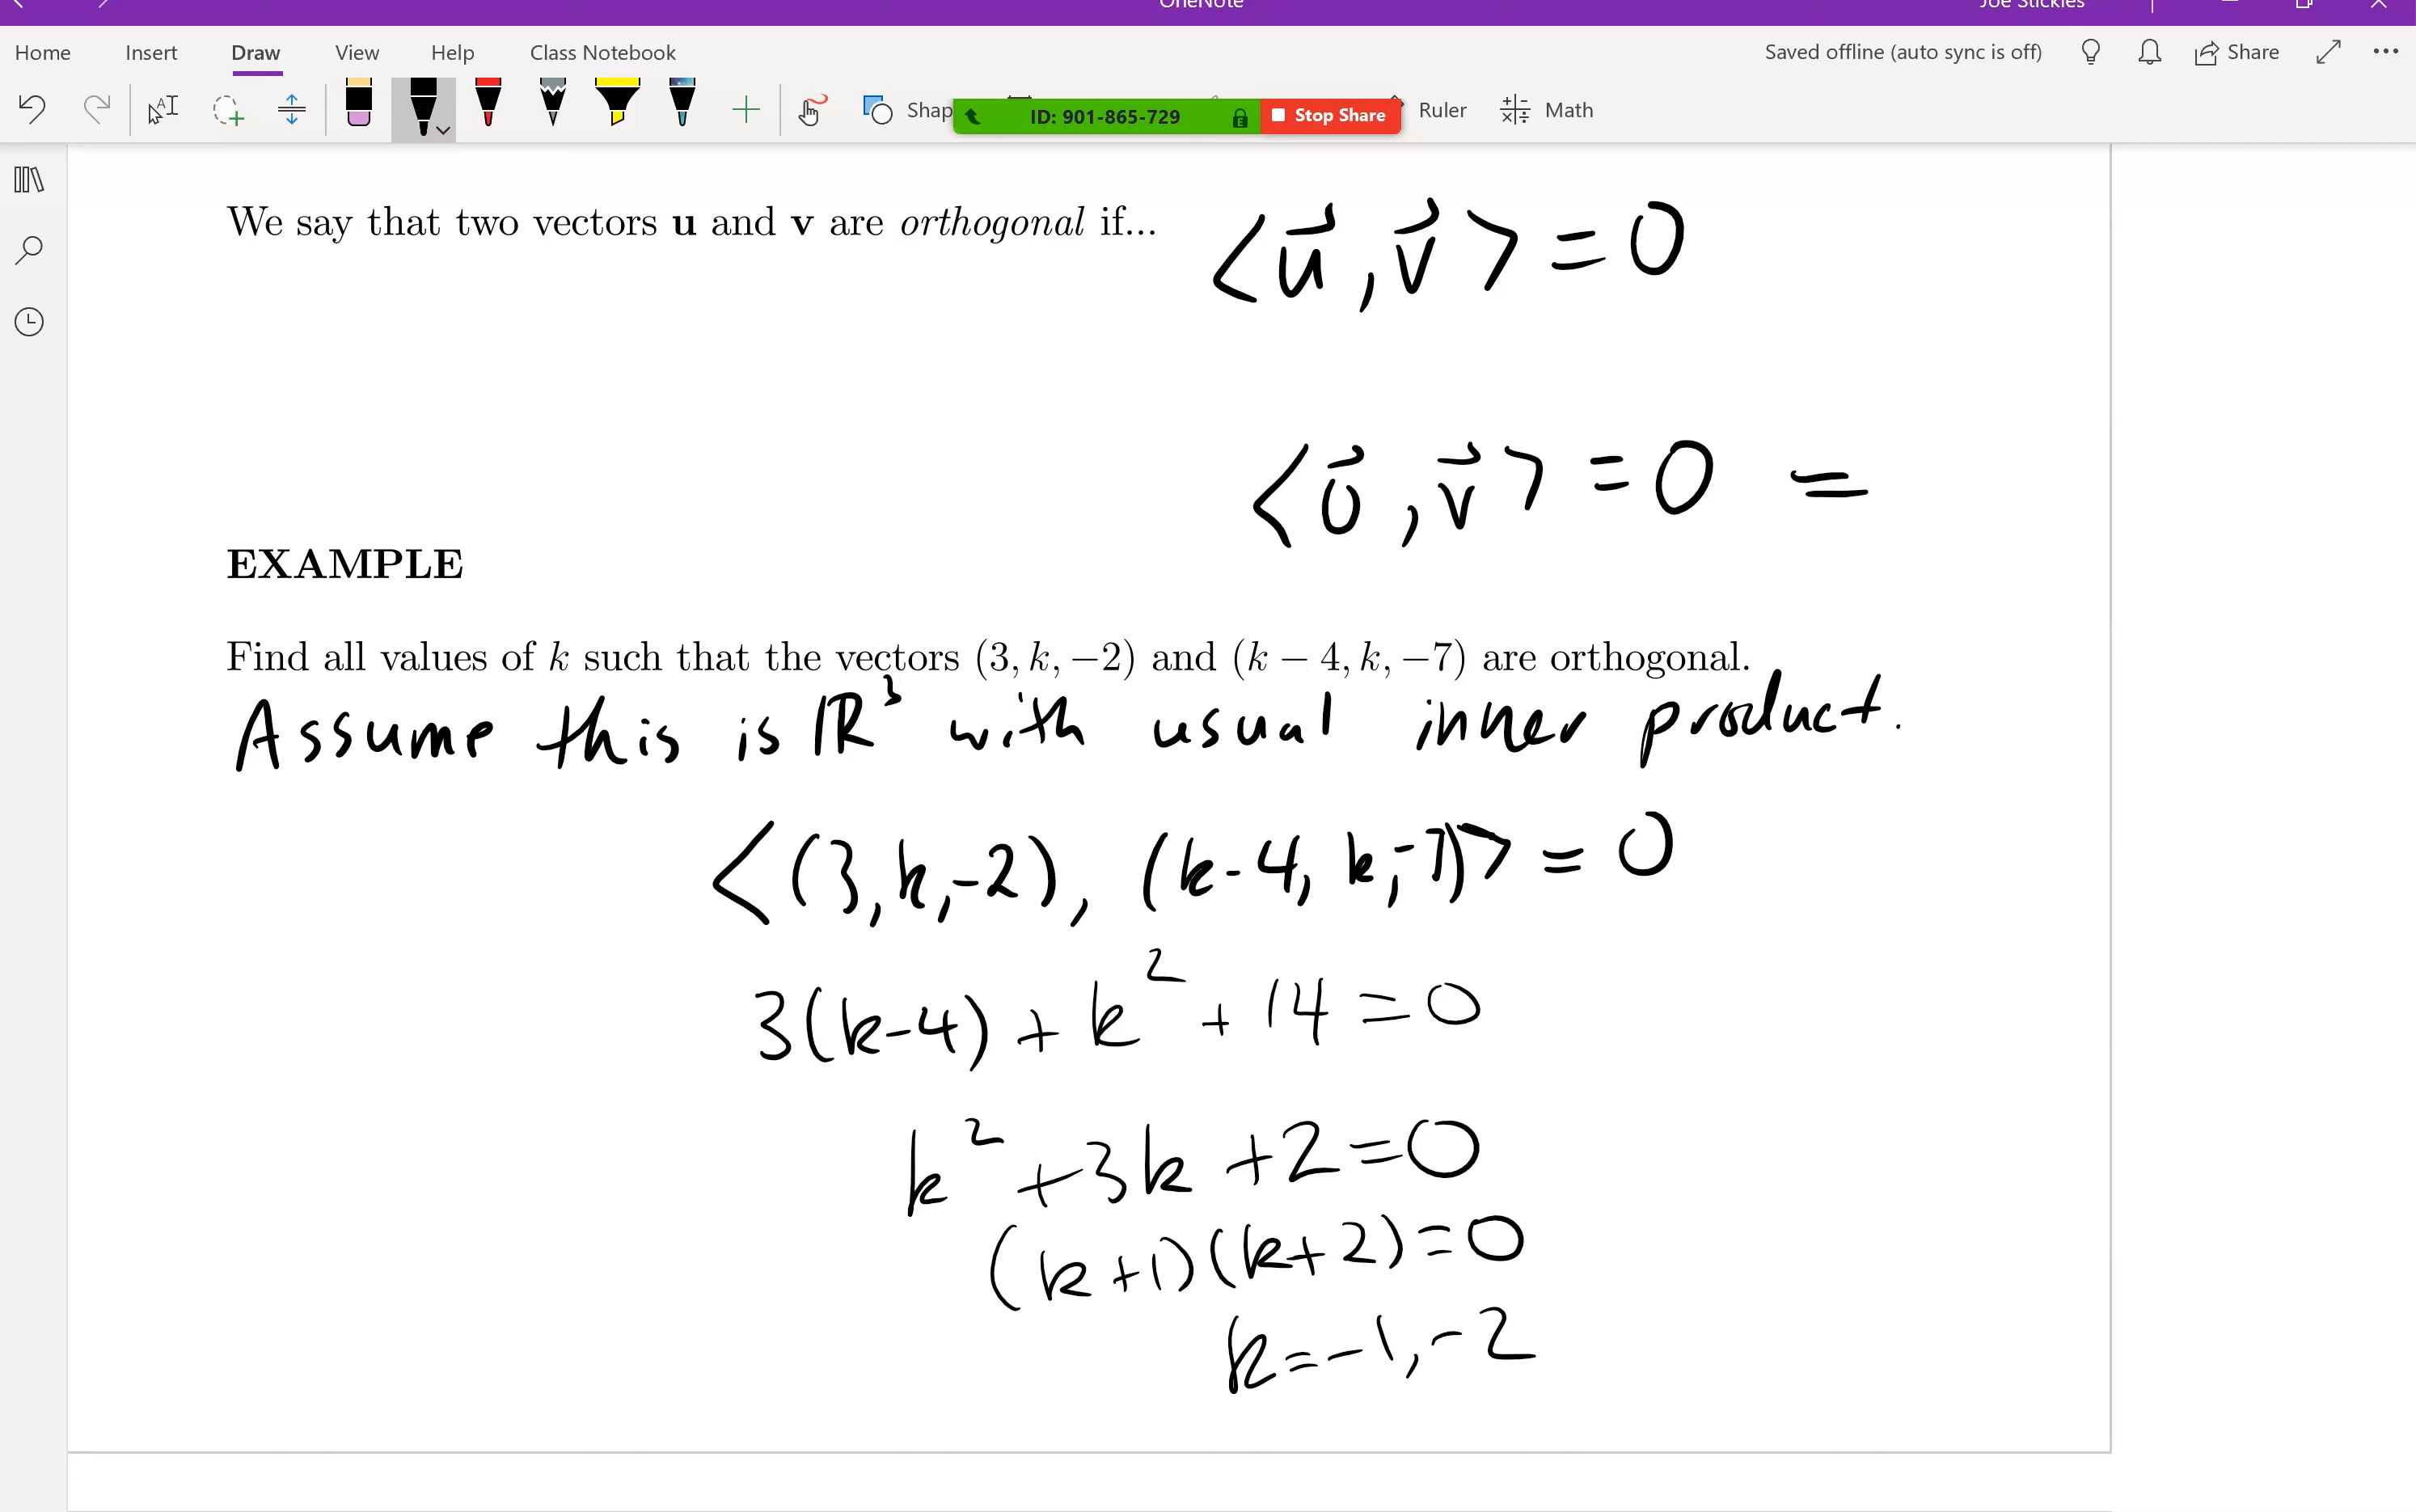 OneNote
Joe Stickles
Home Insert Draw View Help Class Notebook
Saved offline (auto sync is off) Share
Shap ID: 901-865-729 Stop Share Ruler Math
We say that two vectors u and v are orthogonal if... ⟨u⃗, v⃗⟩ = 0
⟨0⃗, v⃗⟩ = 0 =
EXAMPLE
Find all values of k such that the vectors (3, k, −2) and (k − 4, k, −7) are orthogonal.
Assume this is ℝ³ with usual inner product.
<(3, k, -2), (k-4, k, -7)> = 0
3(k-4) + k² + 14 = 0
k² + 3k + 2 = 0
(k+1)(k+2) = 0
k = -1, -2